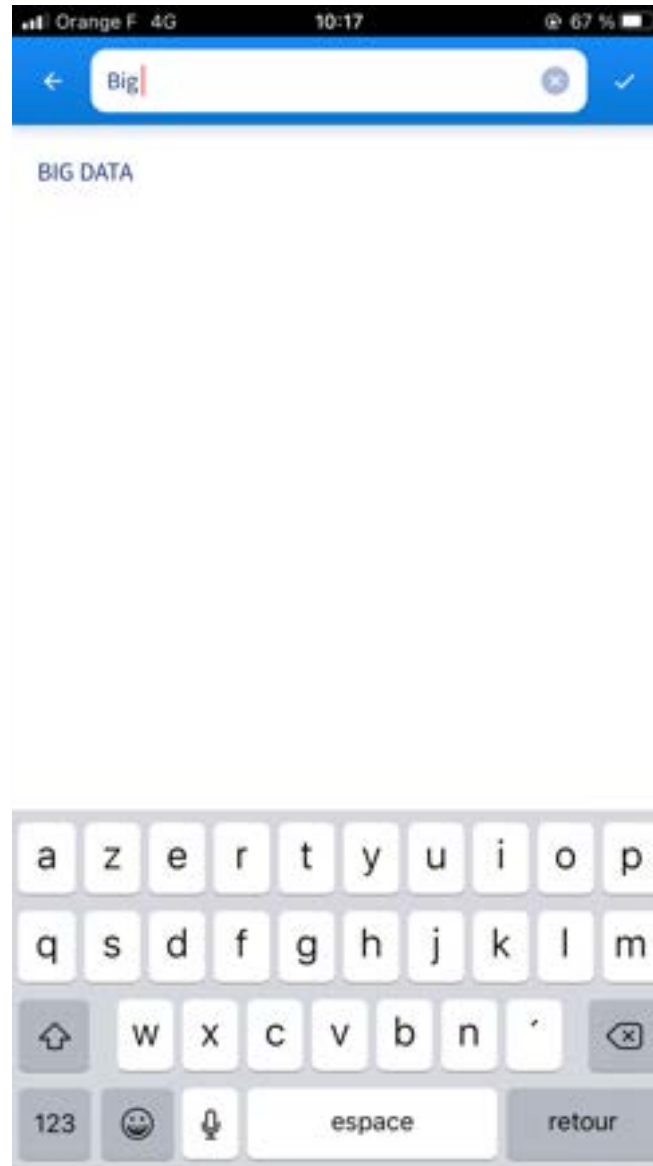 Orange F 4G 10:17 67 %
Big
BIG DATA
a z e r t y u i o p
q s d f g h j k l m
w x c v b n ´
123 espace retour